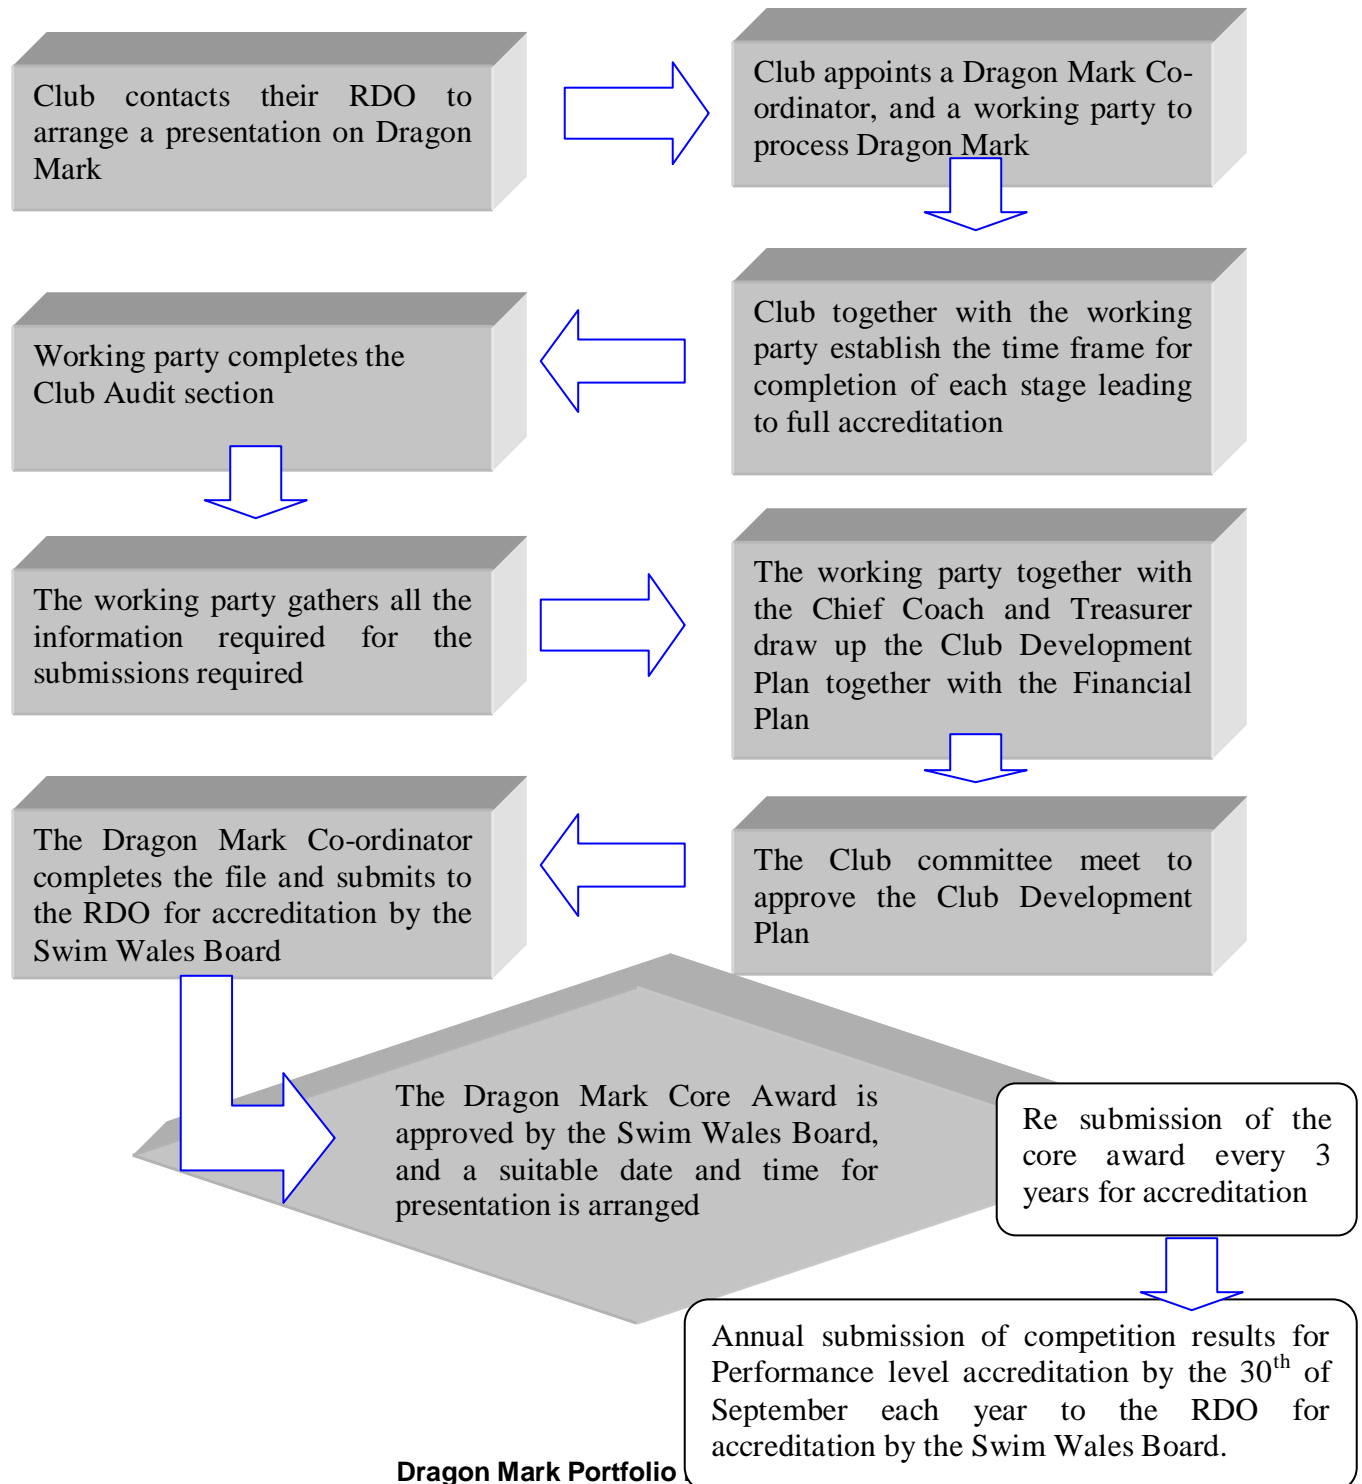 Club contacts their RDO to
arrange a presentation on Dragon
Mark
Club appoints a Dragon Mark Co-
ordinator, and a working party to
process Dragon Mark
Club together with the working
party establish the time frame for
completion of each stage leading
to full accreditation
Working party completes the
Club Audit section
The working party gathers all the
information required for the
submissions required
The working party together with
the Chief Coach and Treasurer
draw up the Club Development
Plan together with the Financial
Plan
The Club committee meet to
approve the Club Development
Plan
The Dragon Mark Co-ordinator
completes the file and submits to
the RDO for accreditation by the
Swim Wales Board
The Dragon Mark Core Award is
approved by the Swim Wales Board,
and a suitable date and time for
presentation is arranged
Re submission of the
core award every 3
years for accreditation
Annual submission of competition results for
Performance level accreditation by the 30th of
September each year to the RDO for
accreditation by the Swim Wales Board.
Dragon Mark Portfolio